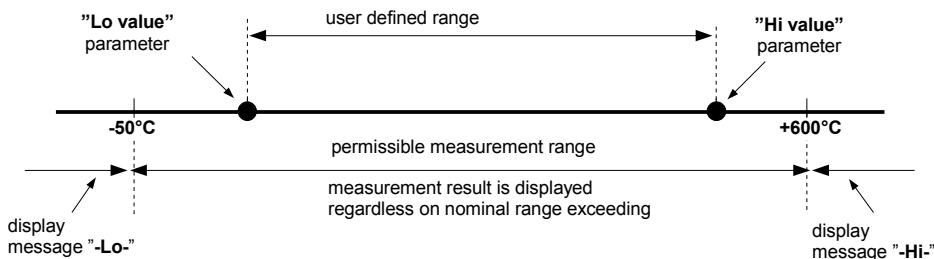 ”Lo value”
parameter
user defined range
”Hi value”
parameter
-50°C
+600°C
permissible measurement range
measurement result is displayed
regardless on nominal range exceeding
display
message ”-Lo-”
display
message ”-Hi-”